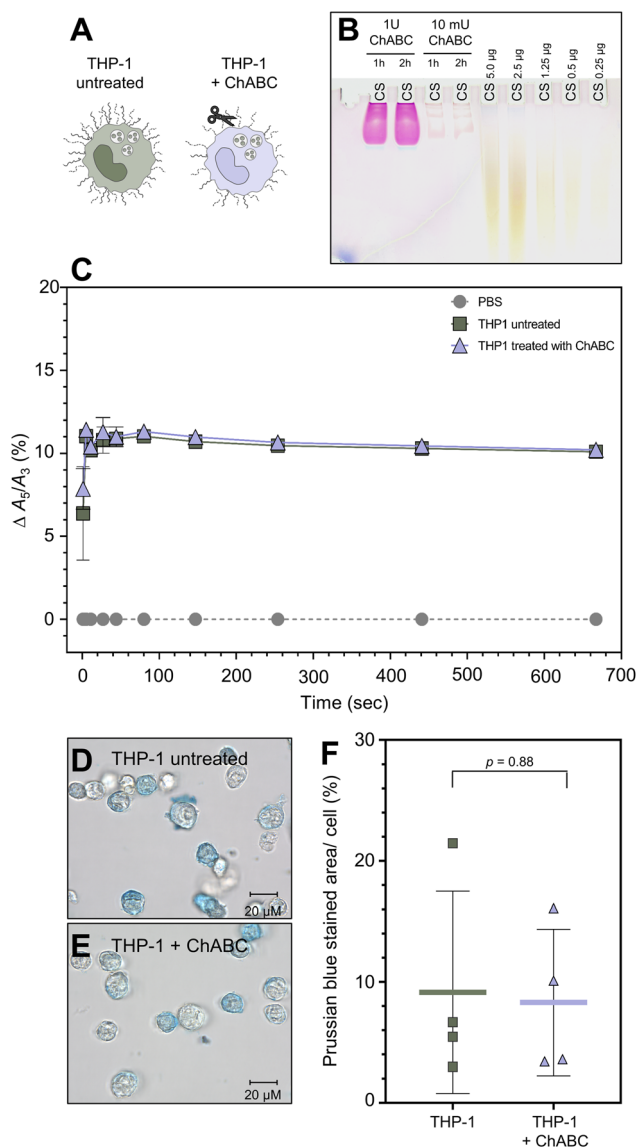 A
THP-1
untreated
THP-1
+ ChABC
B
1U
ChABC
10 mU
ChABC
1h
2h
1h
2h
CS
CS
CS
CS
CS 5.0 µg
CS 2.5 µg
CS 1.25 µg
CS 0.5 µg
CS 0.25 µg
C
20
15
10
5
0
Δ A5/A3 (%)
PBS
THP1 untreated
THP1 treated with ChABC
0
100
200
300
400
500
600
700
Time (sec)
D
THP-1 untreated
20 µM
E
THP-1 + ChABC
20 µM
F
30
20
10
0
Prussian blue stained area/ cell (%)
p = 0.88
THP-1
THP-1
+ ChABC